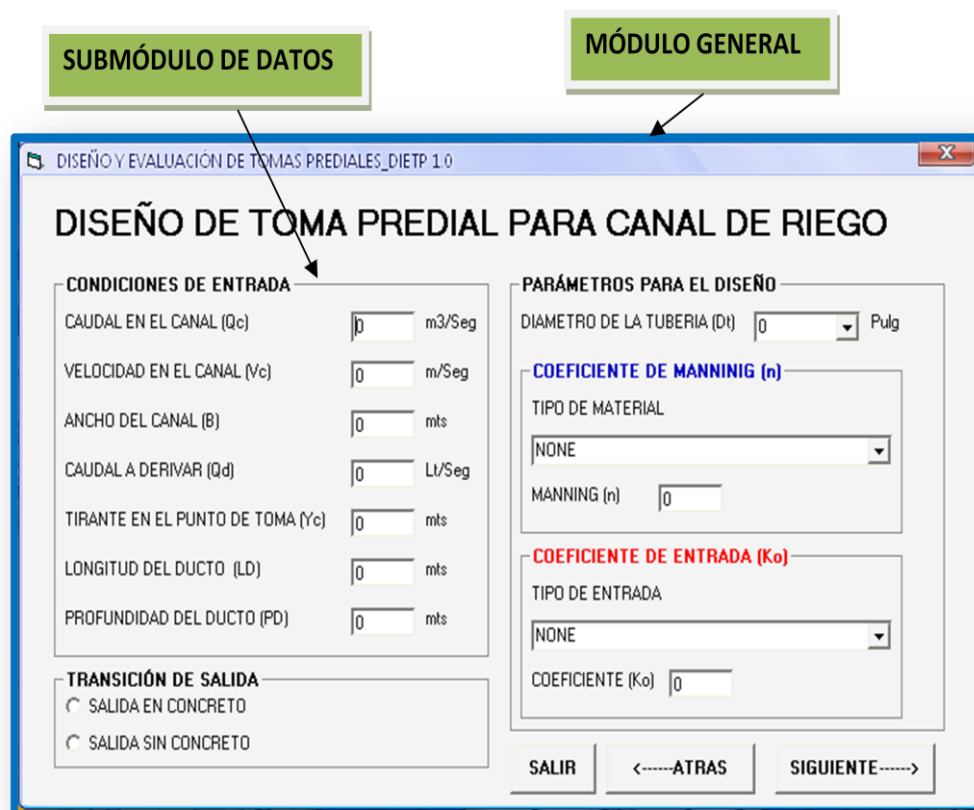 SUBMÓDULO DE DATOS
MÓDULO GENERAL
DISEÑO Y EVALUACIÓN DE TOMAS PREDIALES_DIETP 1.0
X
DISEÑO DE TOMA PREDIAL PARA CANAL DE RIEGO
CONDICIONES DE ENTRADA
CAUDAL EN EL CANAL (Qc) 0 m3/Seg
VELOCIDAD EN EL CANAL (Vc) 0 m/Seg
ANCHO DEL CANAL (B) 0 mts
CAUDAL A DERIVAR (Qd) 0 Lt/Seg
TIRANTE EN EL PUNTO DE TOMA (Yc) 0 mts
LONGITUD DEL DUCTO (LD) 0 mts
PROFUNDIDAD DEL DUCTO (PD) 0 mts
TRANSICIÓN DE SALIDA
SALIDA EN CONCRETO
SALIDA SIN CONCRETO
PARÁMETROS PARA EL DISEÑO
DIAMETRO DE LA TUBERIA (Dt) 0 Pulg
COEFICIENTE DE MANNINIG (n)
TIPO DE MATERIAL
NONE
MANNING (n) 0
COEFICIENTE DE ENTRADA (Ko)
TIPO DE ENTRADA
NONE
COEFICIENTE (Ko) 0
SALIR <------ATRAS SIGUIENTE----->